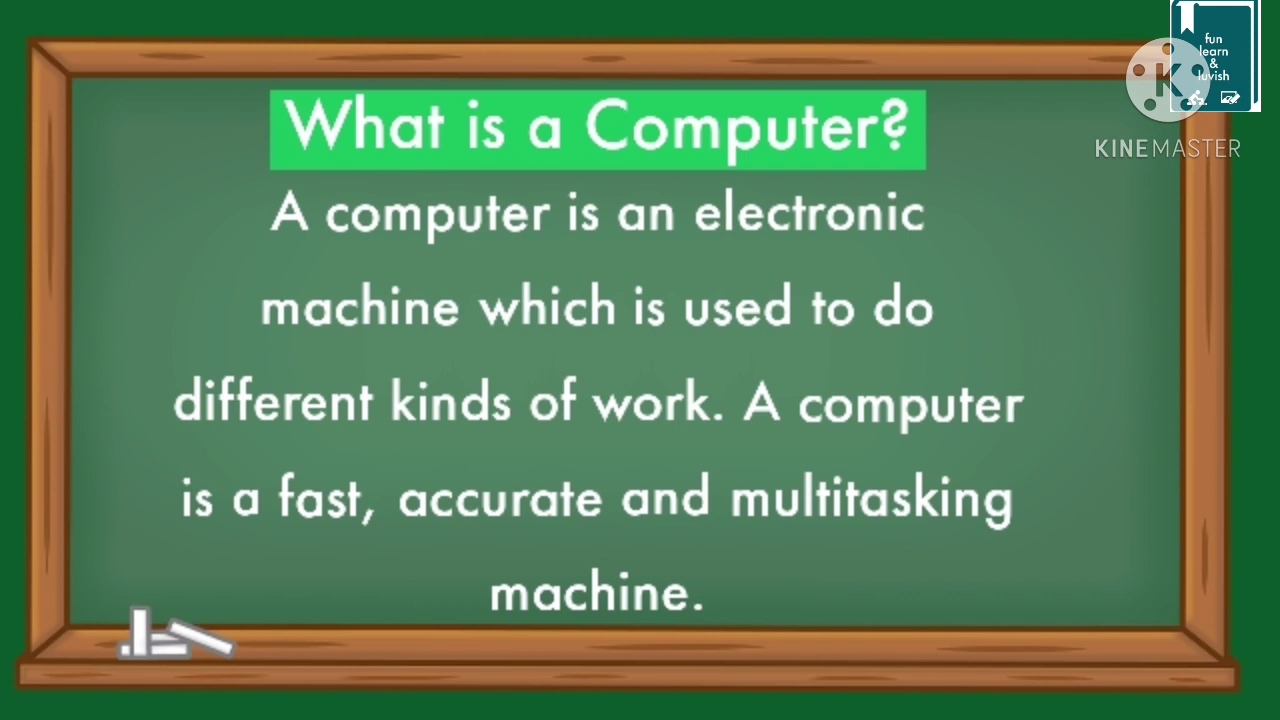 fun
learn
&
luvish
KINEMASTER
What is a Computer?
A computer is an electronic
machine which is used to do
different kinds of work. A computer
is a fast, accurate and multitasking
machine.